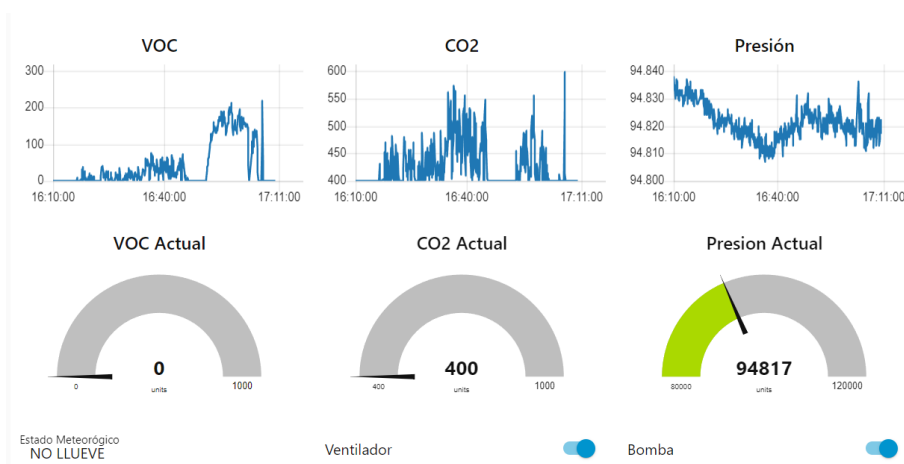 VOC
300
200
100
0
16:10:00 16:40:00 17:11:00
CO2
600
550
500
450
400
16:10:00 16:40:00 17:11:00
Presión
94.840
94.830
94.820
94.810
94.800
16:10:00 16:40:00 17:11:00
VOC Actual
0
units
0 1000
CO2 Actual
400
units
400 1000
Presion Actual
94817
units
80000 120000
Estado Meteorógico
NO LLUEVE
Ventilador
Bomba